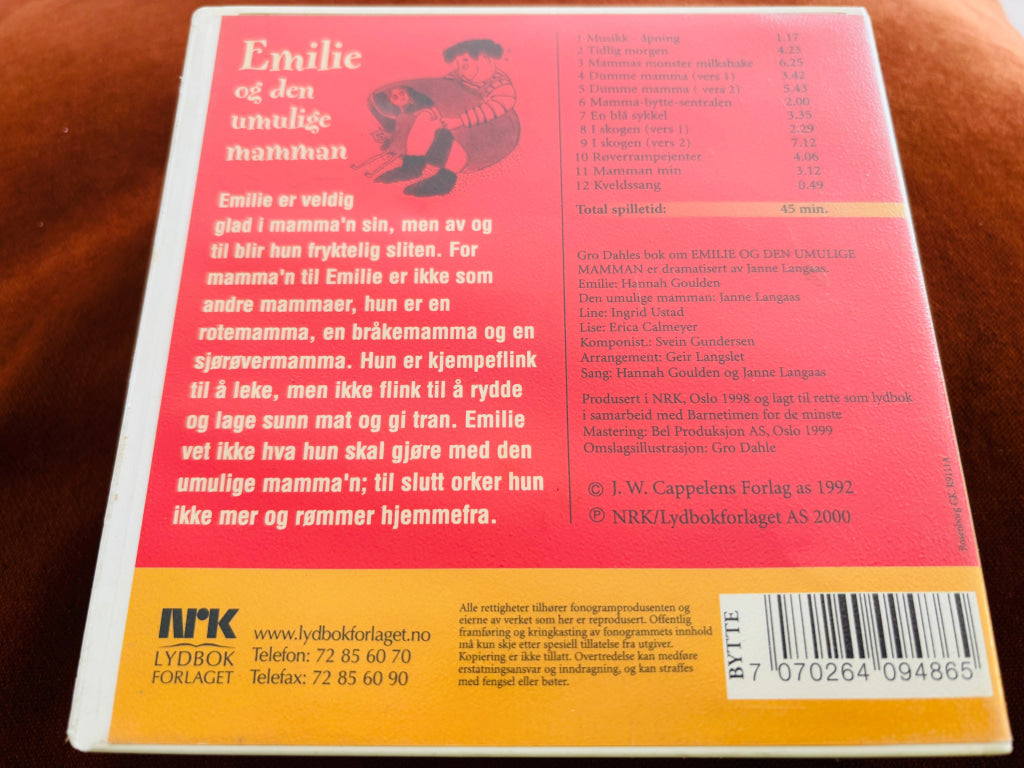 Emilie
og den
umulige
mamman
Emilie er veldig
glad i mamma'n sin, men av og
til blir hun fryktelig sliten. For
mamma'n til Emilie er ikke som
andre mammaer, hun er en
rotemamma, en bråkemamma og en
sjørøvermamma. Hun er kjempeflink
til å leke, men ikke flink til å rydde
og lage sunn mat og gi tran. Emilie
vet ikke hva hun skal gjøre med den
umulige mamma'n; til slutt orker hun
ikke mer og rømmer hjemmefra.
1 Musikk - åpning 1.17
2 Tidlig morgen 4.23
3 Mammas monster milkshake 6.25
4 Dumme mamma (vers 1) 3.42
5 Dumme mamma ( vers 2) 5.43
6 Mamma-bytte-sentralen 2.00
7 En blå sykkel 3.35
8 I skogen (vers 1) 2.29
9 I skogen (vers 2) 7.12
10 Røverrampejenter 4.06
11 Mamman min 3.12
12 Kveldssang 0.49
Total spilletid: 45 min.
Gro Dahles bok om EMILIE OG DEN UMULIGE
MAMMAN er dramatisert av Janne Langaas.
Emilie: Hannah Goulden
Den umulige mamman: Janne Langaas
Line: Ingrid Ustad
Lise: Erica Calmeyer
Komponist.: Svein Gundersen
Arrangement: Geir Langslet
Sang: Hannah Goulden og Janne Langaas
Produsert i NRK, Oslo 1998 og lagt til rette som lydbok
i samarbeid med Barnetimen for de minste
Mastering: Bel Produksjon AS, Oslo 1999
Omslagsillustrasjon: Gro Dahle
© J. W. Cappelens Forlag as 1992
℗ NRK/Lydbokforlaget AS 2000
NRK
LYDBOK
FORLAGET
www.lydbokforlaget.no
Telefon: 72 85 60 70
Telefax: 72 85 60 90
Alle rettigheter tilhører fonogramprodusenten og
eierne av verket som her er reprodusert. Offentlig
framføring og kringkasting av fonogrammets innhold
må kun skje etter spesiell tillatelse fra utgiver.
Kopiering er ikke tillatt. Overtredelse kan medføre
erstatningsansvar og inndragning, og kan straffes
med fengsel eller bøter.
BYTTE
7 070264 094865